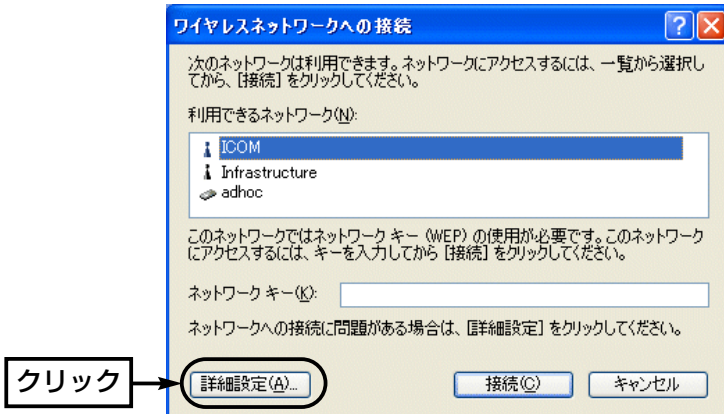 ワイヤレスネットワークへの接続
次のネットワークは利用できます。ネットワークにアクセスするには、一覧から選択し
てから、[接続] をクリックしてください。
利用できるネットワーク(N):
ICOM
Infrastructure
adhoc
このネットワークではネットワーク キー (WEP) の使用が必要です。このネットワーク
にアクセスするには、キーを入力してから [接続] をクリックしてください。
ネットワーク キー(K):
ネットワークへの接続に問題がある場合は、[詳細設定] をクリックしてください。
クリック
詳細設定(A)... 接続(C) キャンセル